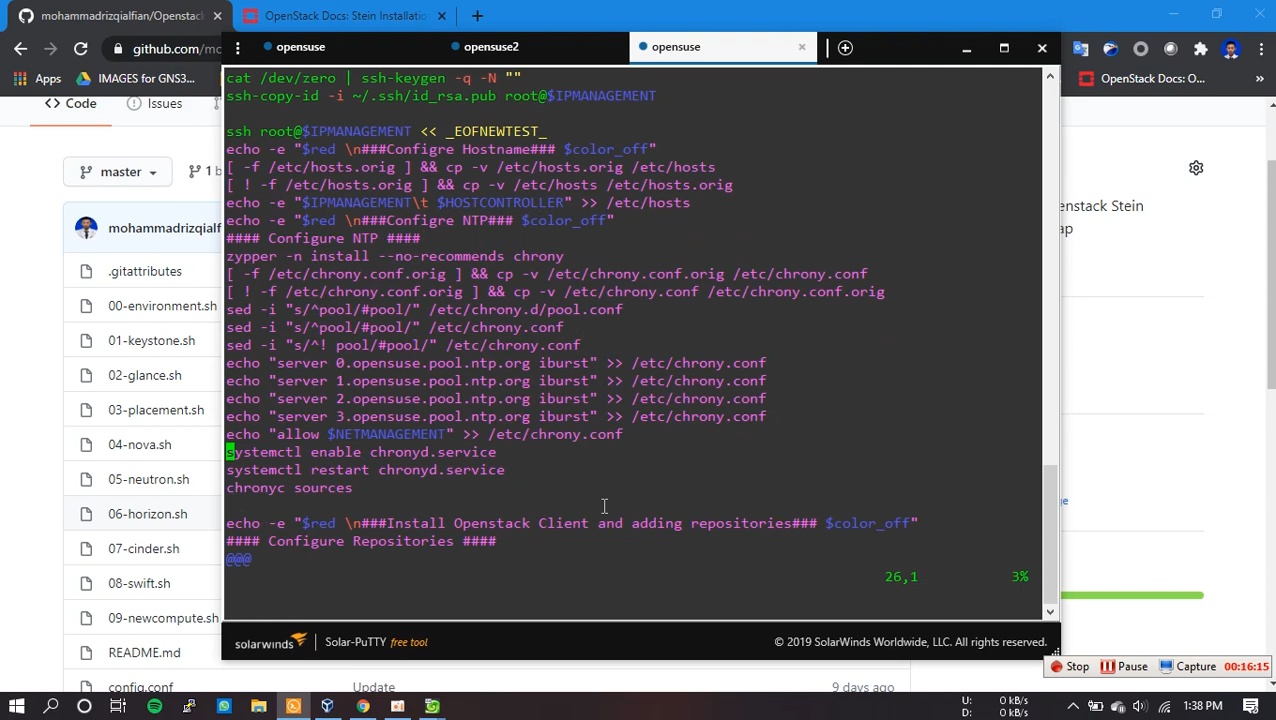 mohammadrizqialfian/Openstack
OpenStack Docs: Stein Installatio
github.com/mo
Apps
IMAGES for GNS3...
OpenStack Docs: O...
»
Code
Issues
master
1 b
mohammadrizqialf
.gitattributes
00-environment.sh
01-keystone.sh
02-glance.sh
03-placement.sh
04-nova.sh
05-neutron.sh
06-horizon.sh
07-cinder.sh
08-swift.sh
09-newcompute.sh
README.md
config.conf
Update
9 days ago
opensuse
opensuse2
opensuse
cat /dev/zero | ssh-keygen -q -N ""
ssh-copy-id -i ~/.ssh/id_rsa.pub root@$IPMANAGEMENT
ssh root@$IPMANAGEMENT << _EOFNEWTEST_
echo -e "$red \n###Configre Hostname### $color_off"
[ -f /etc/hosts.orig ] && cp -v /etc/hosts.orig /etc/hosts
[ ! -f /etc/hosts.orig ] && cp -v /etc/hosts /etc/hosts.orig
echo -e "$IPMANAGEMENT\t $HOSTCONTROLLER" >> /etc/hosts
echo -e "$red \n###Configre NTP### $color_off"
#### Configure NTP ####
zypper -n install --no-recommends chrony
[ -f /etc/chrony.conf.orig ] && cp -v /etc/chrony.conf.orig /etc/chrony.conf
[ ! -f /etc/chrony.conf.orig ] && cp -v /etc/chrony.conf /etc/chrony.conf.orig
sed -i "s/^pool/#pool/" /etc/chrony.d/pool.conf
sed -i "s/^pool/#pool/" /etc/chrony.conf
sed -i "s/^! pool/#pool/" /etc/chrony.conf
echo "server 0.opensuse.pool.ntp.org iburst" >> /etc/chrony.conf
echo "server 1.opensuse.pool.ntp.org iburst" >> /etc/chrony.conf
echo "server 2.opensuse.pool.ntp.org iburst" >> /etc/chrony.conf
echo "server 3.opensuse.pool.ntp.org iburst" >> /etc/chrony.conf
echo "allow $NETMANAGEMENT" >> /etc/chrony.conf
systemctl enable chronyd.service
systemctl restart chronyd.service
chronyc sources
echo -e "$red \n###Install Openstack Client and adding repositories### $color_off"
#### Configure Repositories ####
@@@
26,1 3%
solarwinds Solar-PuTTY free tool
© 2019 SolarWinds Worldwide, LLC. All rights reserved.
penstack Stein
ap
ge
Stop Pause Capture 00:16:15
U: 0 kB/s
D: 0 kB/s
1:38 PM